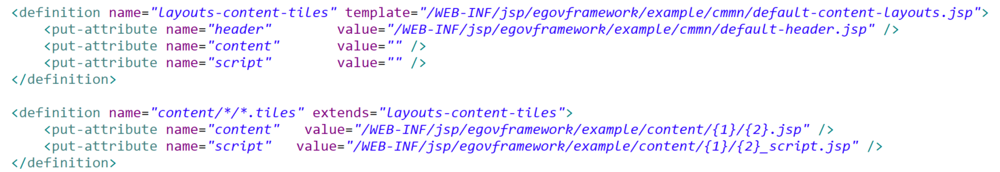 <definition name="layouts-content-tiles" template="/WEB-INF/jsp/egovframework/example/cmmn/default-content-layouts.jsp">
    <put-attribute name="header"        value="/WEB-INF/jsp/egovframework/example/cmmn/default-header.jsp" />
    <put-attribute name="content"       value="" />
    <put-attribute name="script"        value="" />
</definition>

<definition name="content/*/*.tiles" extends="layouts-content-tiles">
    <put-attribute name="content"   value="/WEB-INF/jsp/egovframework/example/content/{1}/{2}.jsp" />
    <put-attribute name="script"   value="/WEB-INF/jsp/egovframework/example/content/{1}/{2}_script.jsp" />
</definition>